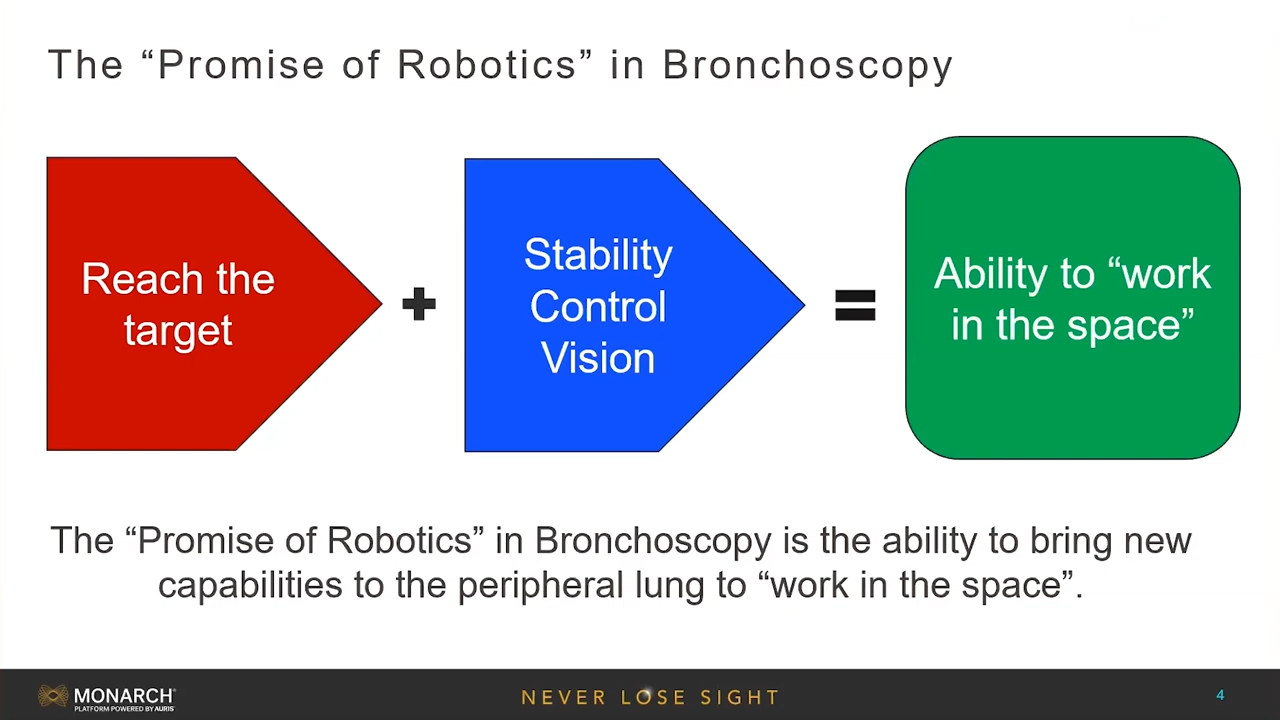 The “Promise of Robotics” in Bronchoscopy
Reach the
target
+
Stability
Control
Vision
=
Ability to “work
in the space”
The “Promise of Robotics” in Bronchoscopy is the ability to bring new
capabilities to the peripheral lung to “work in the space”.
MONARCH®
PLATFORM POWERED BY AURIS
NEVER LOSE SIGHT
4